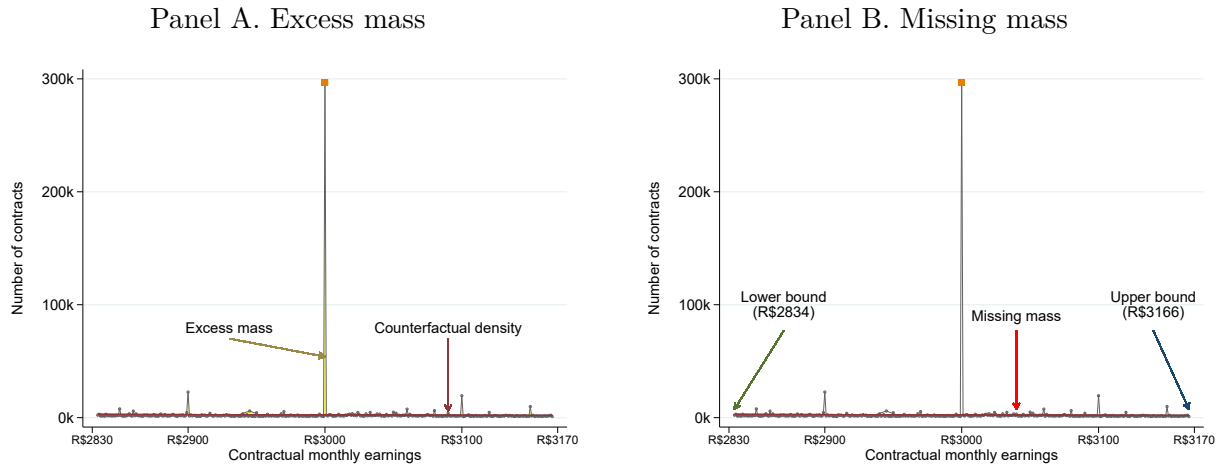 Panel A. Excess mass
300k
200k
100k
0k
Number of contracts
Excess mass
Counterfactual density
R$2830
R$2900
R$3000
R$3100
R$3170
Contractual monthly earnings
Panel B. Missing mass
300k
200k
100k
0k
Number of contracts
Lower bound
(R$2834)
Missing mass
Upper bound
(R$3166)
R$2830
R$2900
R$3000
R$3100
R$3170
Contractual monthly earnings